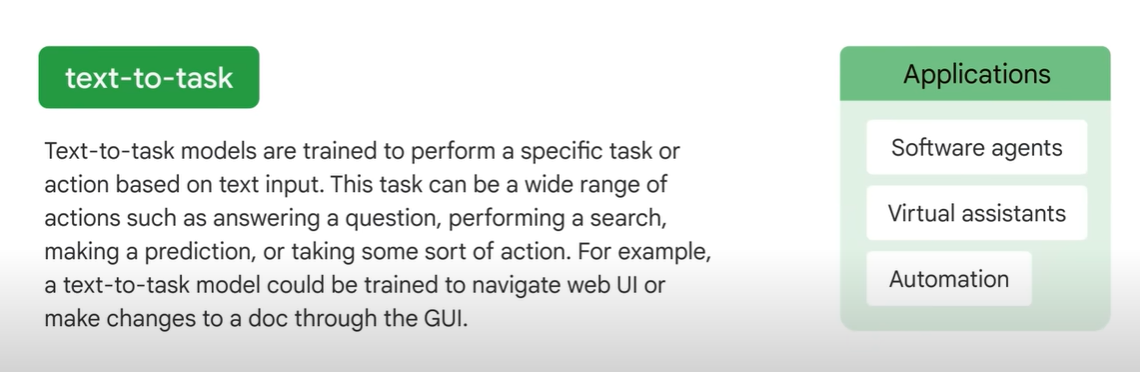 text-to-task
Text-to-task models are trained to perform a specific task or
action based on text input. This task can be a wide range of
actions such as answering a question, performing a search,
making a prediction, or taking some sort of action. For example,
a text-to-task model could be trained to navigate web UI or
make changes to a doc through the GUI.
Applications
Software agents
Virtual assistants
Automation